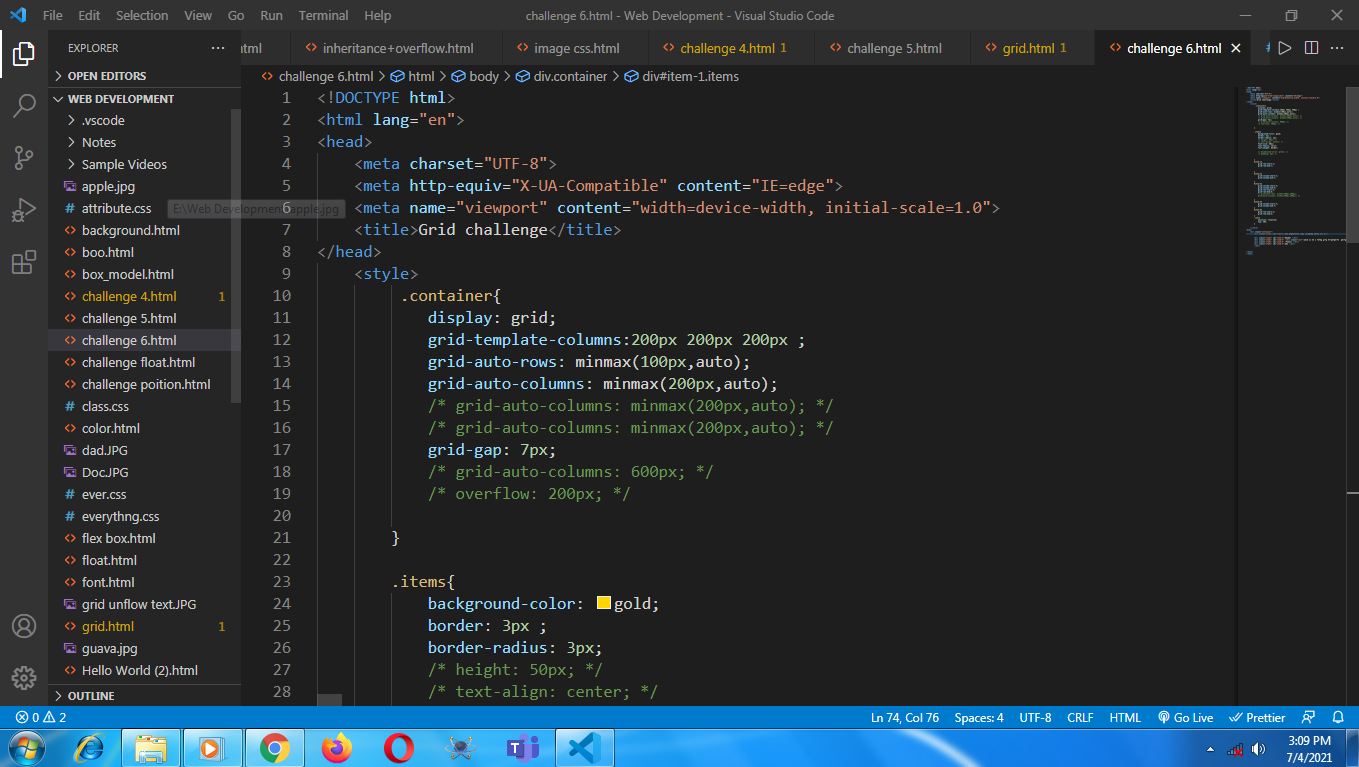 File Edit Selection View Go Run Terminal Help
challenge 6.html - Web Development - Visual Studio Code
EXPLORER
tml inheritance+overflow.html image css.html challenge 4.html 1 challenge 5.html grid.html 1 challenge 6.html
challenge 6.html > html > body > div.container > div#item-1.items
OPEN EDITORS
WEB DEVELOPMENT
.vscode
Notes
Sample Videos
apple.jpg
attribute.css
background.html
boo.html
box_model.html
challenge 4.html 1
challenge 5.html
challenge 6.html
challenge float.html
challenge poition.html
class.css
color.html
dad.JPG
Doc.JPG
ever.css
everythng.css
flex box.html
float.html
font.html
grid unflow text.JPG
grid.html 1
guava.jpg
Hello World (2).html
OUTLINE
E:\Web Development\apple.jpg
1 <!DOCTYPE html>
2 <html lang="en">
3 <head>
4 <meta charset="UTF-8">
5 <meta http-equiv="X-UA-Compatible" content="IE=edge">
6 <meta name="viewport" content="width=device-width, initial-scale=1.0">
7 <title>Grid challenge</title>
8 </head>
9 <style>
10 .container{
11 display: grid;
12 grid-template-columns:200px 200px 200px ;
13 grid-auto-rows: minmax(100px,auto);
14 grid-auto-columns: minmax(200px,auto);
15 /* grid-auto-columns: minmax(200px,auto); */
16 /* grid-auto-columns: minmax(200px,auto); */
17 grid-gap: 7px;
18 /* grid-auto-columns: 600px; */
19 /* overflow: 200px; */
20
21 }
22
23 .items{
24 background-color: gold;
25 border: 3px ;
26 border-radius: 3px;
27 /* height: 50px; */
28 /* text-align: center; */
0 2
Ln 74, Col 76 Spaces: 4 UTF-8 CRLF HTML Go Live Prettier
3:09 PM
7/4/2021